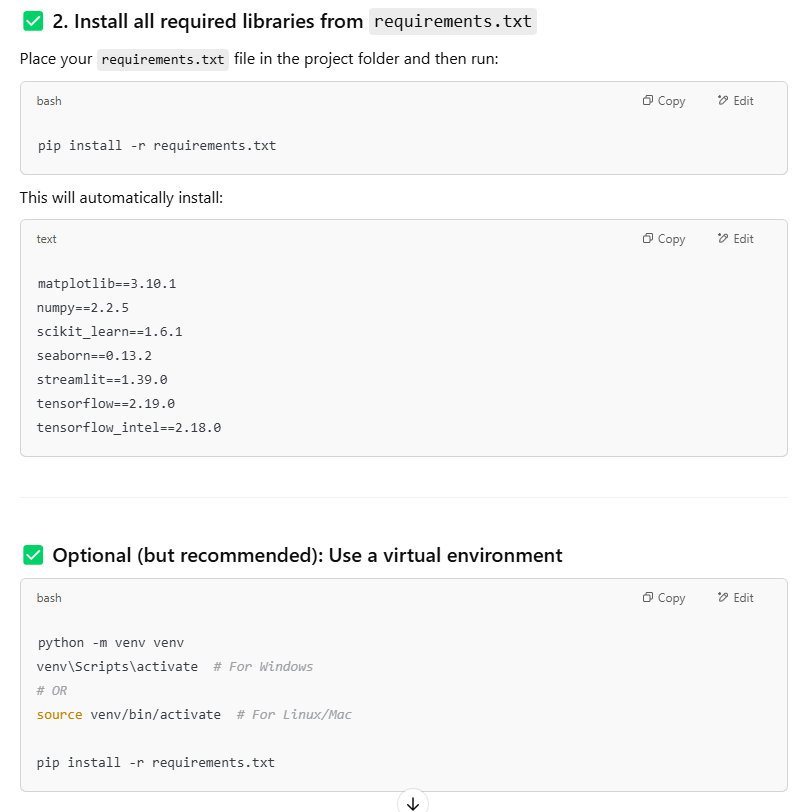 2. Install all required libraries from requirements.txt
Place your requirements.txt file in the project folder and then run:
bash
Copy
Edit
pip install -r requirements.txt
This will automatically install:
text
Copy
Edit
matplotlib==3.10.1
numpy==2.2.5
scikit_learn==1.6.1
seaborn==0.13.2
streamlit==1.39.0
tensorflow==2.19.0
tensorflow_intel==2.18.0
Optional (but recommended): Use a virtual environment
bash
Copy
Edit
python -m venv venv
venv\Scripts\activate  # For Windows
# OR
source venv/bin/activate  # For Linux/Mac
pip install -r requirements.txt